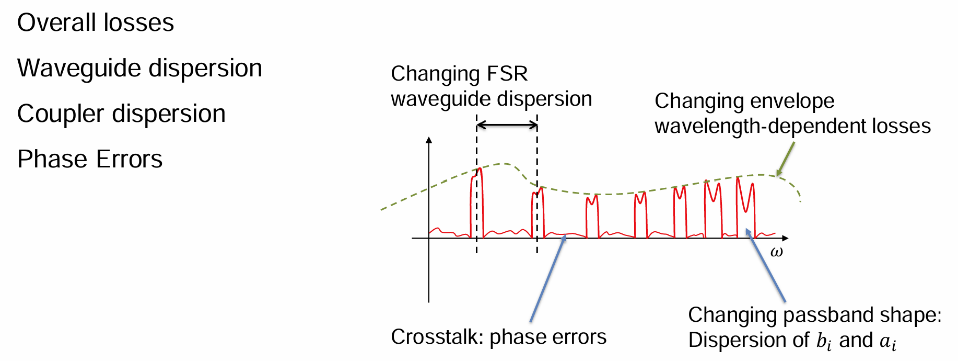 Overall losses
Waveguide dispersion
Coupler dispersion
Phase Errors
Changing FSR
waveguide dispersion
Changing envelope
wavelength-dependent losses
ω
Crosstalk: phase errors
Changing passband shape:
Dispersion of bᵢ and aᵢ